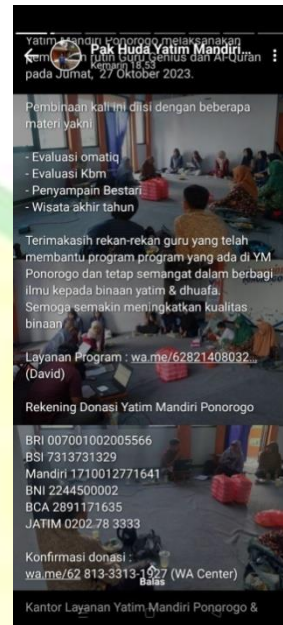 Yatim Mandiri Ponorogo melaksanakan
Pak Huda Yatim Mandiri...
Kemarin 18.53
rutin Guru Genius dan Al-Quran
pada Jumat, 27 Oktober 2023.
Pembinaan kali ini diisi dengan beberapa
materi yakni
- Evaluasi omatiq
- Evaluasi Kbm
- Penyampain Bestari
- Wisata akhir tahun
Terimakasih rekan-rekan guru yang telah
membantu program program yang ada di YM
Ponorogo dan tetap semangat dalam berbagi
ilmu kepada binaan yatim & dhuafa.
Semoga semakin meningkatkan kualitas
binaan
Layanan Program : wa.me/62821408032...
(David)
Rekening Donasi Yatim Mandiri Ponorogo
BRI 007001002005566
BSI 7313731329
Mandiri 1710012771641
BNI 2244500002
BCA 2891171635
JATIM 0202 78 3333
Konfirmasi donasi :
wa.me/62 813-3313-1927 (WA Center)
Balas
Kantor Layanan Yatim Mandiri Ponorogo &